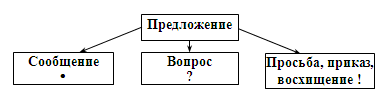 Предложение
Сообщение
•
Вопрос
?
Просьба, приказ,
восхищение !